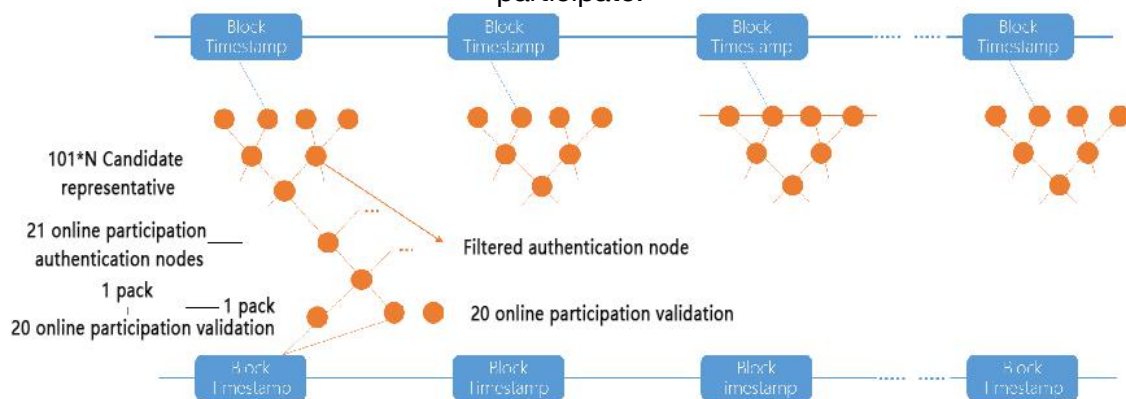 participate.
Block
Timestamp
Block
Timestamp
Block
Timestamp
Block
Timestamp
101*N Candidate
representative
21 online participation
authentication nodes
Filtered authentication node
1 pack
1 pack
20 online participation validation
20 online participation validation
Block
Timestamp
Block
Timestamp
Block
Timestamp
Block
Timestamp